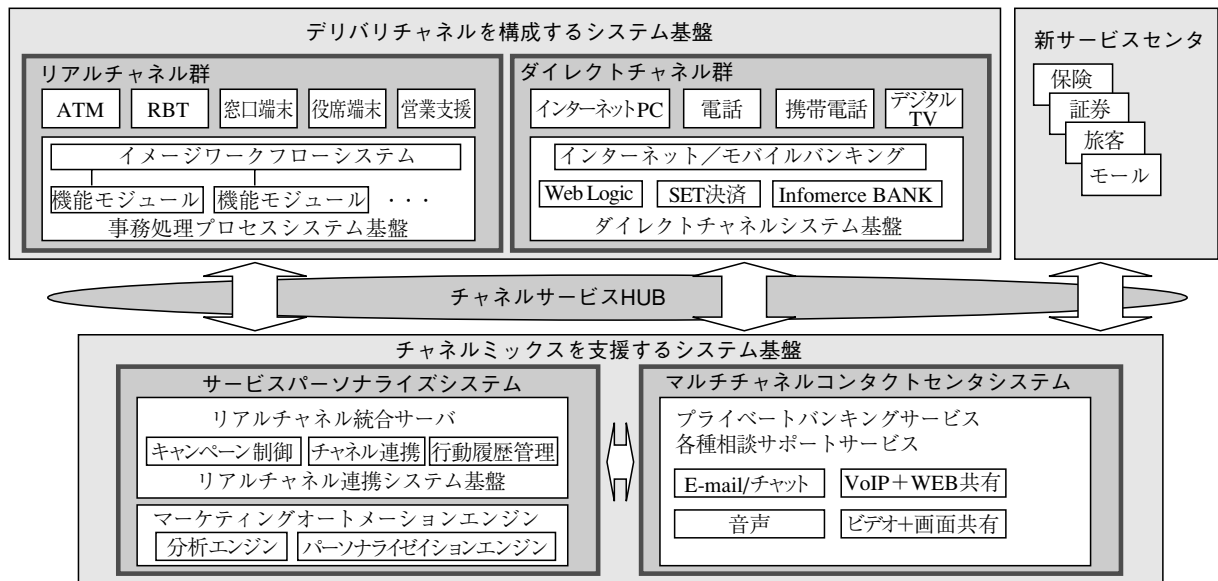 デリバリチャネルを構成するシステム基盤
リアルチャネル群
ATM
RBT
窓口端末
役席端末
営業支援
イメージワークフローシステム
機能モジュール
機能モジュール
・・・
事務処理プロセスシステム基盤
ダイレクトチャネル群
インターネットPC
電話
携帯電話
デジタル
TV
インターネット／モバイルバンキング
Web Logic
SET決済
Infomerce BANK
ダイレクトチャネルシステム基盤
新サービスセンタ
保険
証券
旅客
モール
チャネルサービスHUB
チャネルミックスを支援するシステム基盤
サービスパーソナライズシステム
リアルチャネル統合サーバ
キャンペーン制御
チャネル連携
行動履歴管理
リアルチャネル連携システム基盤
マーケティングオートメーションエンジン
分析エンジン
パーソナライゼイションエンジン
マルチチャネルコンタクトセンタシステム
プライベートバンキングサービス
各種相談サポートサービス
E-mail/チャット
VoIP＋WEB共有
音声
ビデオ＋画面共有